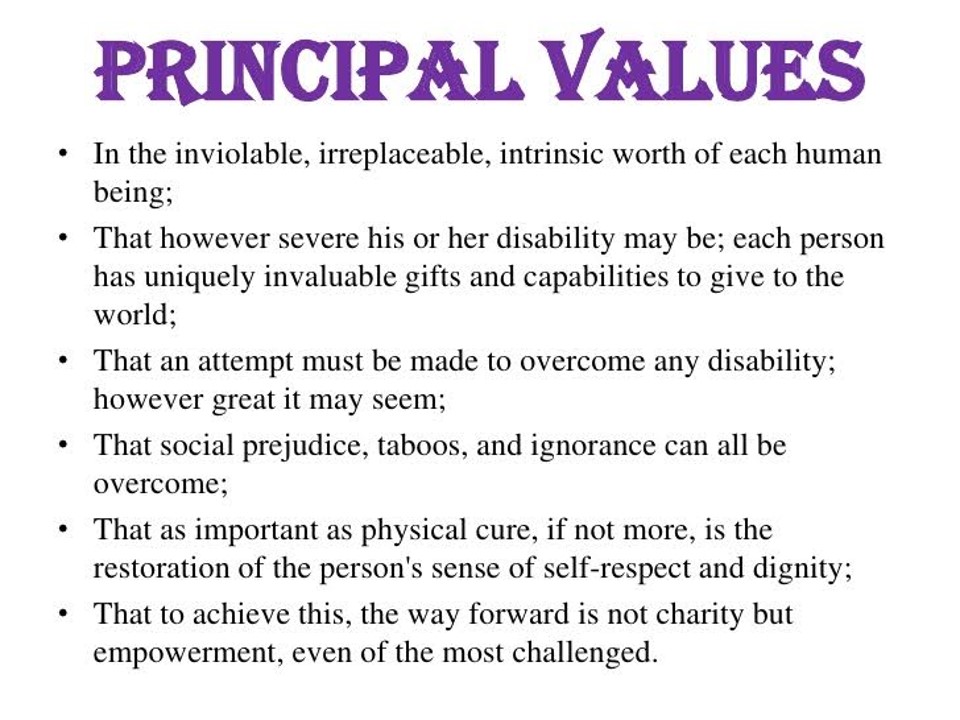 PRINCIPAL VALUES
• In the inviolable, irreplaceable, intrinsic worth of each human
being;
• That however severe his or her disability may be; each person
has uniquely invaluable gifts and capabilities to give to the
world;
• That an attempt must be made to overcome any disability;
however great it may seem;
• That social prejudice, taboos, and ignorance can all be
overcome;
• That as important as physical cure, if not more, is the
restoration of the person's sense of self-respect and dignity;
• That to achieve this, the way forward is not charity but
empowerment, even of the most challenged.